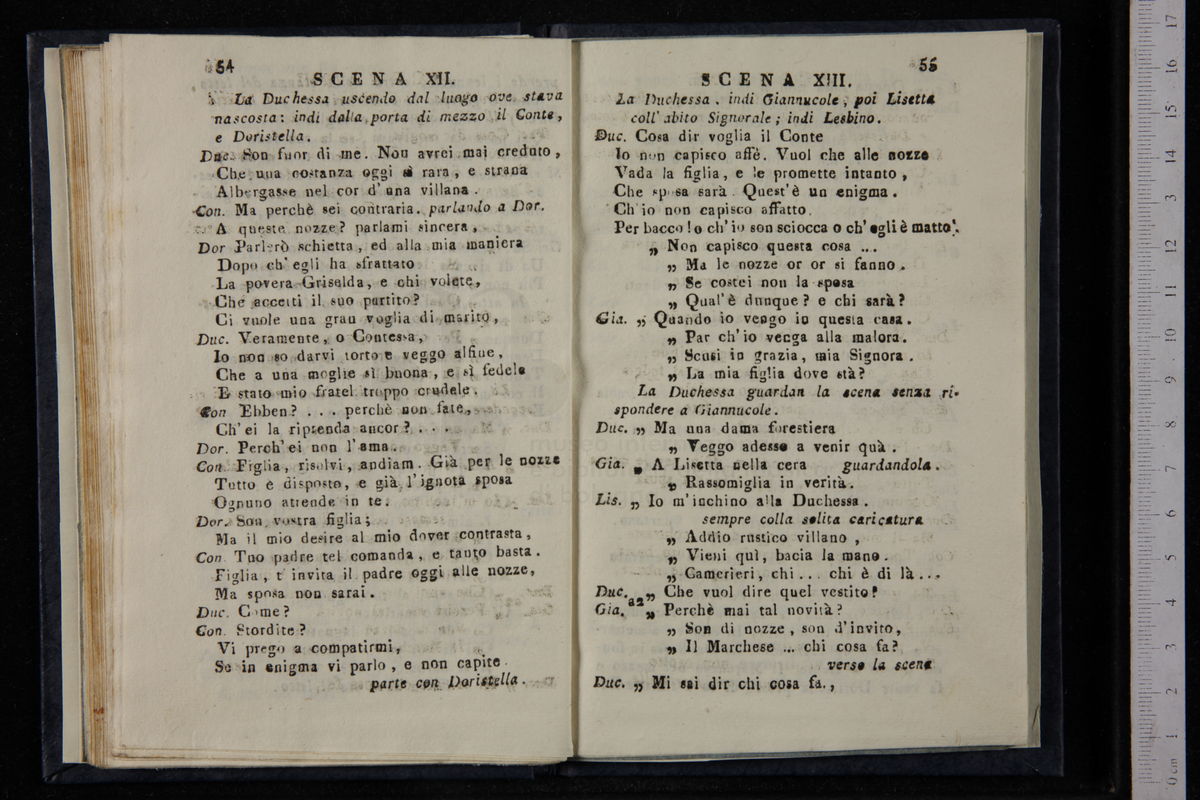 54
SCENA XII.
La Duchessa uscendo dal luogo ove stava
nascosta: indi dalla porta di mezzo il Conte,
e Doristella.
Duc. Son fuor di me. Non avrei mai creduto,
Che una costanza oggi sì rara, e strana
Albergasse nel cor d'una villana.
Con. Ma perchè sei contraria. parlando a Dor.
A queste nozze? parlami sincera,
Dor Parlerò schietta, ed alla mia maniera
Dopo ch'egli ha sfrattato
La povera Griselda, e chi volete,
Che accetti il suo partito?
Ci vuole una gran voglia di marito,
Duc. Veramente, o Contessa,
Io non so darvi torto e veggo alfine,
Che a una moglie sì buona, e sì fedele
E stato mio fratel troppo crudele.
Con Ebben? ... perchè non fate,
Ch'ei la riprenda ancor? ...
Dor. Perch'ei non l'ama.
Con. Figlia, risolvi, andiam. Già per le nozze
Tutto è disposto, e già l'ignota sposa
Ognuno attende in te.
Dor. Son vostra figlia;
Ma il mio desire al mio dover contrasta,
Con. Tuo padre tel comanda, e tanto basta.
Figlia, t'invita il padre oggi alle nozze,
Ma sposa non sarai.
Duc. Come?
Con. Stordite?
Vi prego a compatirmi,
Se in enigma vi parlo, e non capite.
parte con Doristella.
55
SCENA XIII.
La Duchessa, indi Giannucole, poi Lisetta
coll'abito Signorale; indi Lesbino.
Duc. Cosa dir voglia il Conte
Io non capisco affè. Vuol che alle nozze
Vada la figlia, e le promette intanto,
Che sposa sarà. Quest'è un enigma.
Ch'io non capisco affatto.
Per bacco! o ch'io son sciocca o ch'egli è matto.
„ Non capisco questa cosa ...
„ Ma le nozze or or si fanno.
„ Se costei non la sposa
„ Qual'è dunque? e chi sarà?
Gia. „ Quando io vengo in questa casa.
„ Par ch'io venga alla malora.
„ Scusi in grazia, mia Signora.
„ La mia figlia dove stà?
La Duchessa guardan la scena senza ri-
spondere a Giannucole.
Duc. „ Ma una dama forestiera
„ Veggo adesso a venir quà.
Gia. „ A Lisetta nella cera guardandola.
„ Rassomiglia in verità.
Lis. „ Io m'inchino alla Duchessa.
sempre colla solita caricatura
„ Addio rustico villano,
„ Vieni quì, bacia la mano.
„ Camerieri, chi... chi è di là...
Duc. „ Che vuol dire quel vestito?
Gia. „ Perchè mai tal novità?
„ Son di nozze, son d'invito,
„ Il Marchese ... chi cosa fa?
verso la scena
Duc. „ Mi sai dir chi cosa fa.,